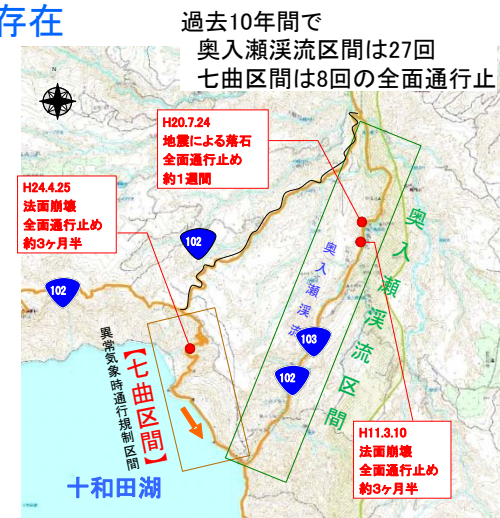 存在
過去10年間で
奥入瀬渓流区間は27回
七曲区間は8回の全面通行止
H20.7.24
地震による落石
全面通行止め
約1週間
H24.4.25
法面崩壊
全面通行止め
約3ヶ月半
102
102
奥入瀬渓流
奥入瀬渓流区間
103
102
【七曲区間】
異常気象時通行規制区間
十和田湖
H11.3.10
法面崩壊
全面通行止め
約3ヶ月半